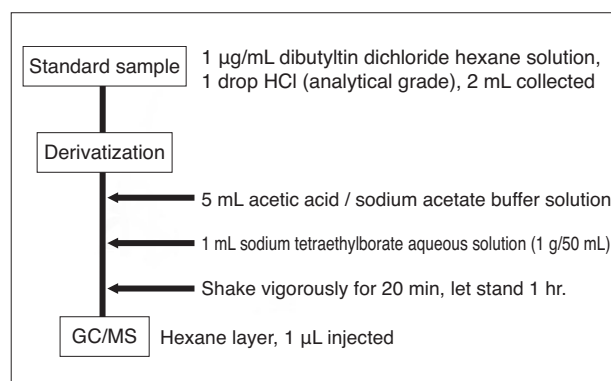 Standard sample
1 µg/mL dibutyltin dichloride hexane solution,
1 drop HCl (analytical grade), 2 mL collected
Derivatization
5 mL acetic acid / sodium acetate buffer solution
1 mL sodium tetraethylborate aqueous solution (1 g/50 mL)
Shake vigorously for 20 min, let stand 1 hr.
GC/MS
Hexane layer, 1 µL injected